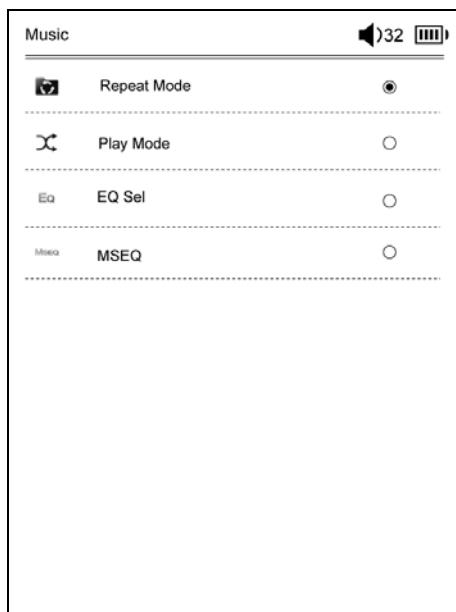 Music 32
Repeat Mode
Play Mode
EQ EQ Sel
MSEQ MSEQ